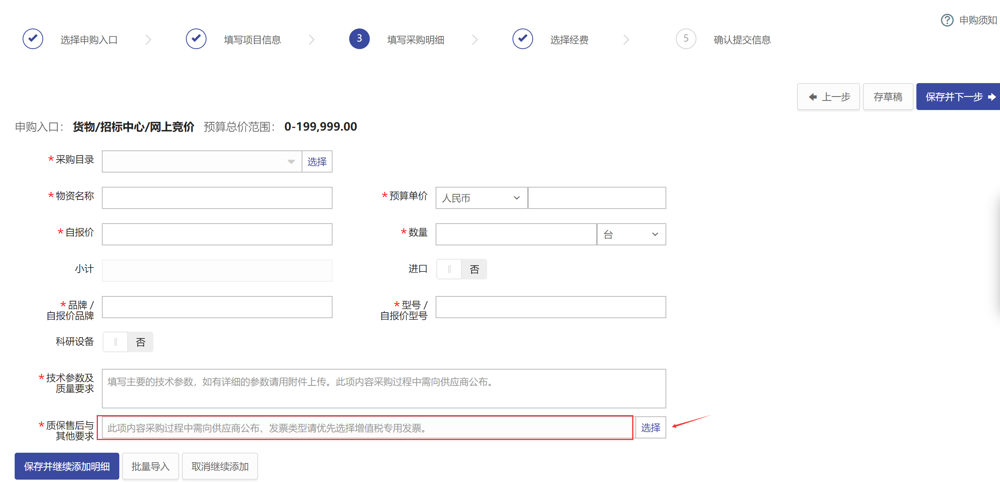 申购须知
选择申购入口
填写项目信息
3 填写采购明细
选择经费
5 确认提交信息
上一步 存草稿 保存并下一步
申购入口： 货物/招标中心/网上竞价 预算总价范围： 0-199,999.00
*采购目录 选择
*物资名称 *预算单价 人民币
*自报价 *数量 台
小计 进口 否
*品牌 / *型号 /
自报价品牌 自报价型号
科研设备 否
*技术参数及 填写主要的技术参数，如有详细的参数请用附件上传。此项内容采购过程中需向供应商公布。
质量要求
*质保售后与 此项内容采购过程中需向供应商公布、发票类型请优先选择增值税专用发票。 选择
其他要求
保存并继续添加明细 批量导入 取消继续添加